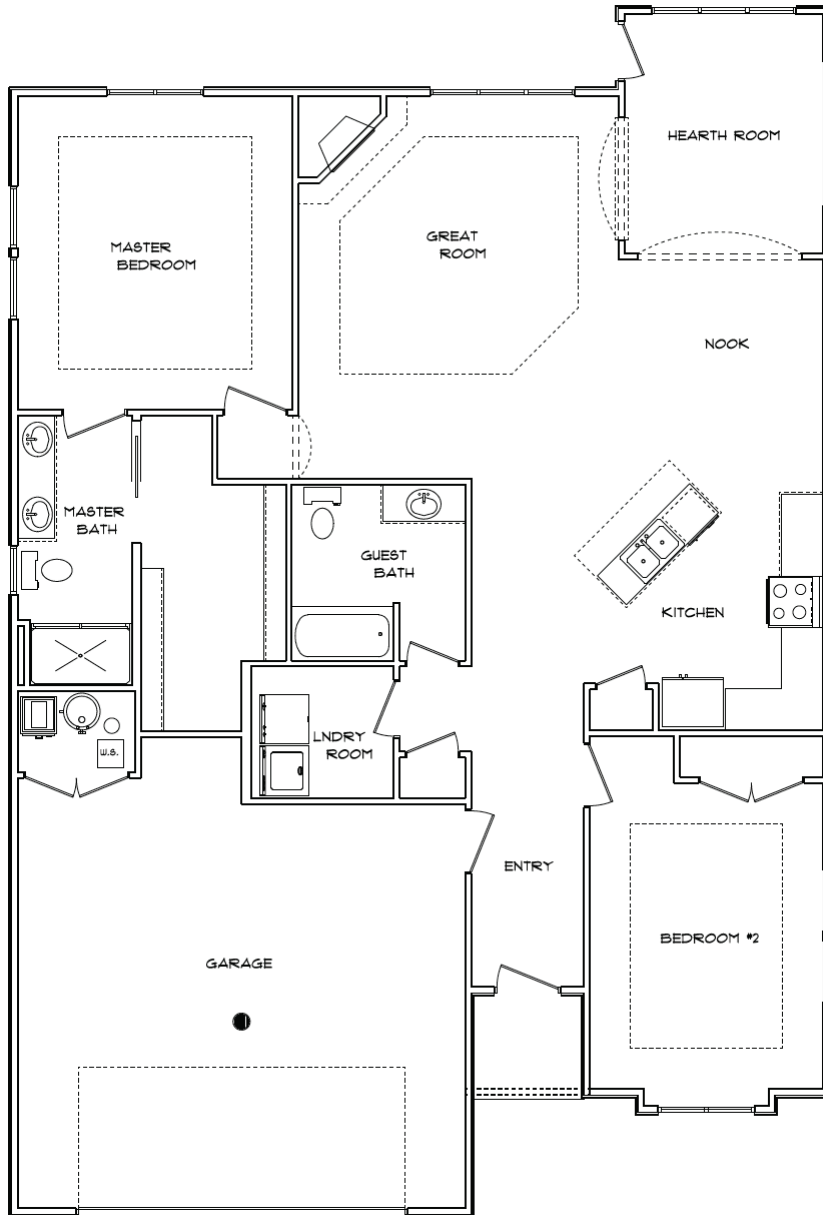 HEARTH ROOM
GREAT
ROOM
MASTER
BEDROOM
NOOK
MASTER
BATH
GUEST
BATH
KITCHEN
LNDRY
ROOM
W.S.
ENTRY
BEDROOM #2
GARAGE